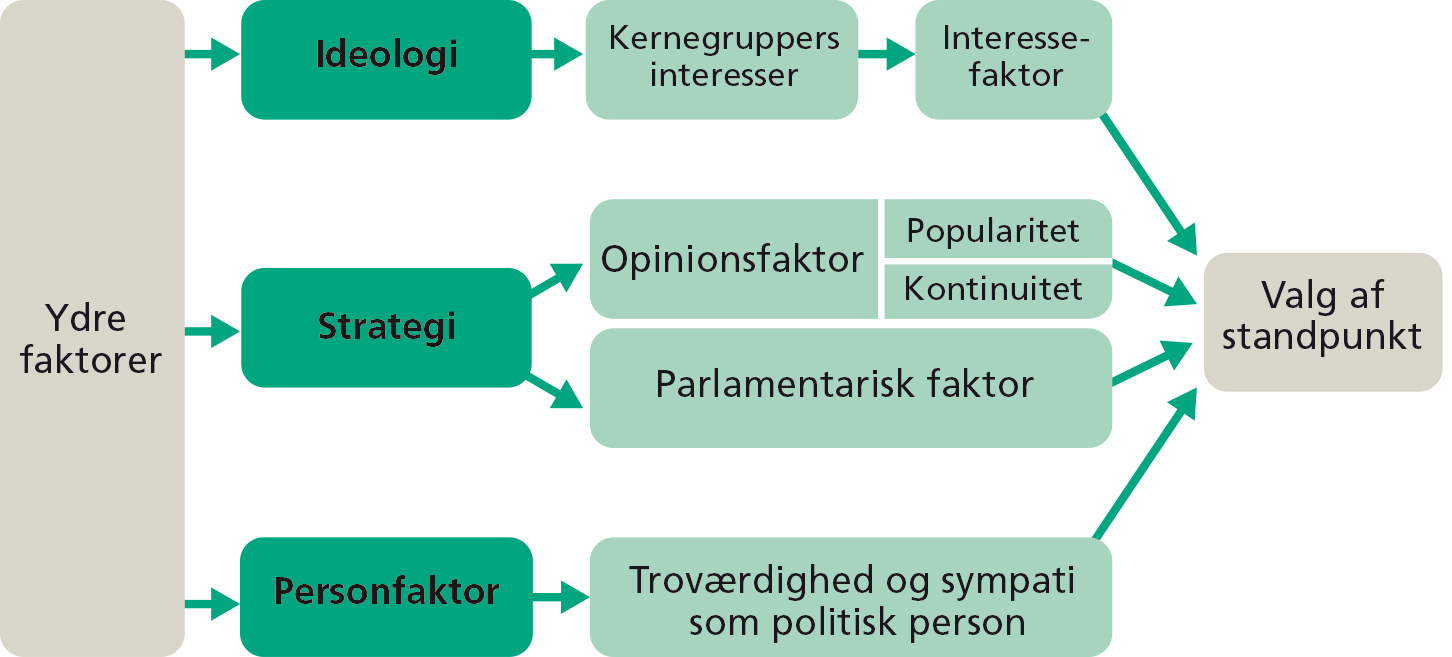 Ydre
faktorer
Ideologi
Kernegruppers
interesser
Interesse-
faktor
Strategi
Opinionsfaktor
Popularitet
Kontinuitet
Parlamentarisk faktor
Personfaktor
Troværdighed og sympati
som politisk person
Valg af
standpunkt